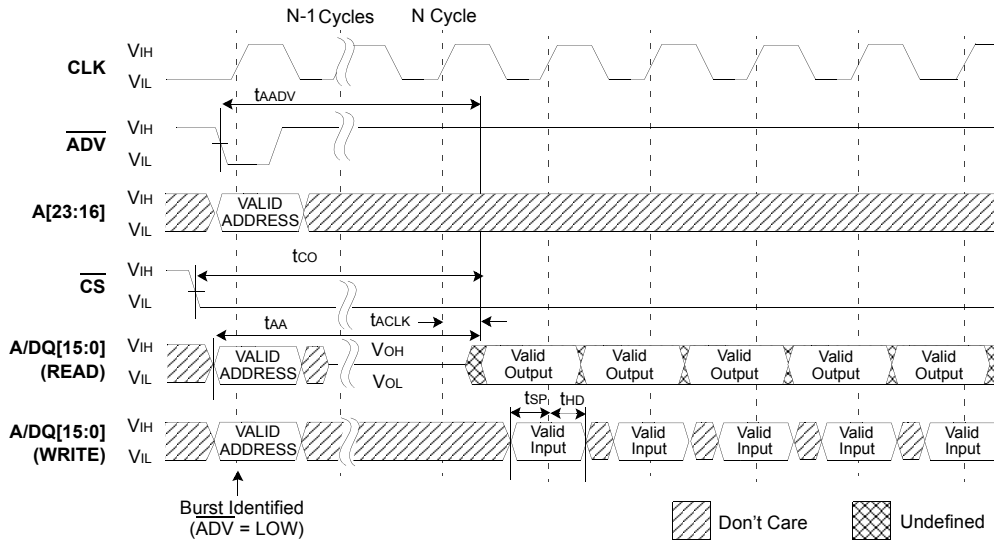 N-1 Cycles N Cycle
CLK VIH
VIL
tAADV
ADV VIH
VIL
A[23:16] VIH
VIL
VALID
ADDRESS
tCO
CS VIH
VIL
tAA tACLK
A/DQ[15:0]
(READ)
VIH
VIL
VALID
ADDRESS
VOH
VOL
Valid
Output
Valid
Output
Valid
Output
Valid
Output
Valid
Output
tSP tHD
A/DQ[15:0]
(WRITE)
VIH
VIL
VALID
ADDRESS
Valid
Input
Valid
Input
Valid
Input
Valid
Input
Valid
Input
Burst Identified
(ADV = LOW)
Don't Care
Undefined